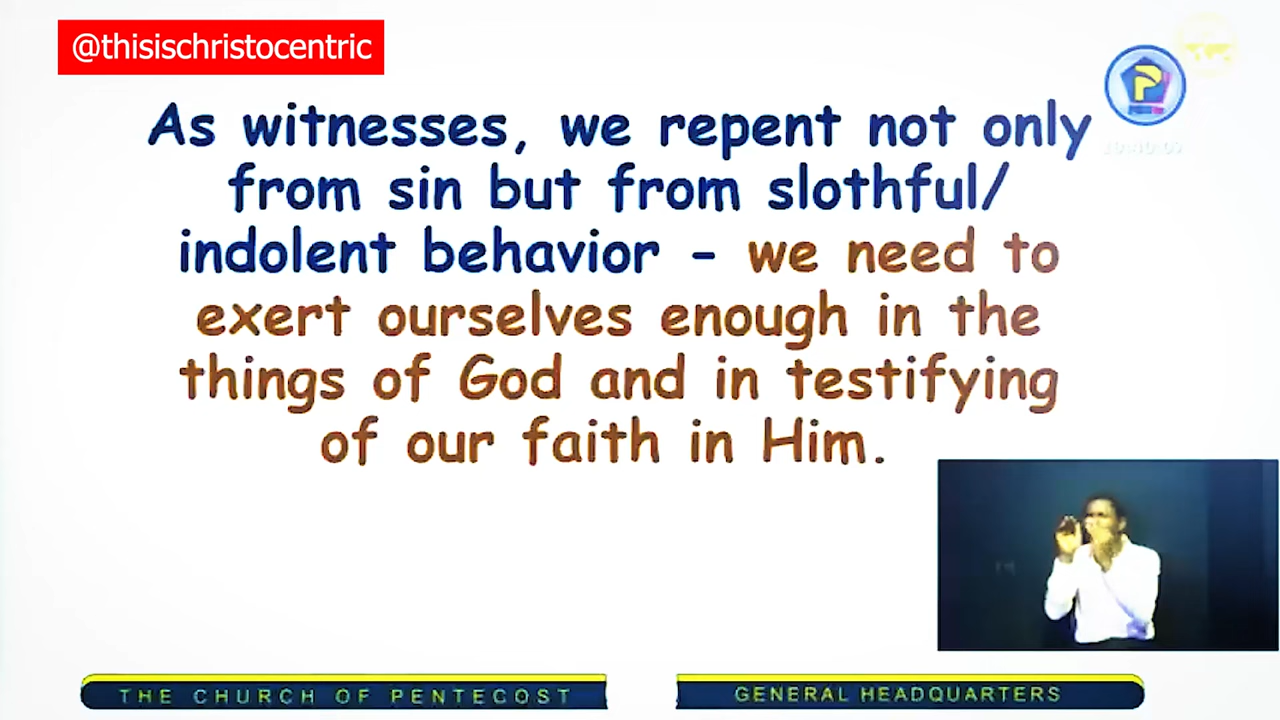 @thisischristocentric
As witnesses, we repent not only
from sin but from slothful/
indolent behavior – we need to
exert ourselves enough in the
things of God and in testifying
of our faith in Him.
THE CHURCH OF PENTECOST
GENERAL HEADQUARTERS